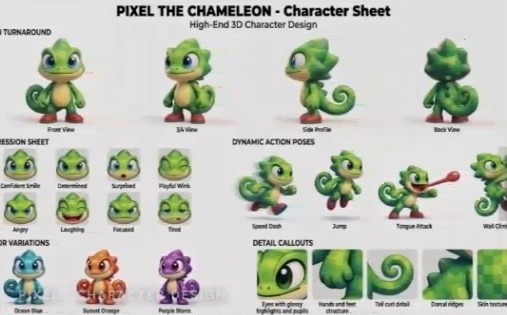 PIXEL THE CHAMELEON - Character Sheet
High-End 3D Character Design
TURNAROUND
Front View
3/4 View
Side Profile
Back View
ESSION SHEET
DYNAMIC ACTION POSES
Confident Smile
Determined
Surprised
Playful Wink
Angry
Laughing
Focused
Tired
Speed Dash
Jump
Tongue Attack
Wall Clim
OR VARIATIONS
DETAIL CALLOUTS
Ocean Blue
Sunset Orange
Purple Storm
Eyes with glossy
highlights and pupils
Hands and feet
structure
Tail curl detail
Dorsal ridges
Skin texture